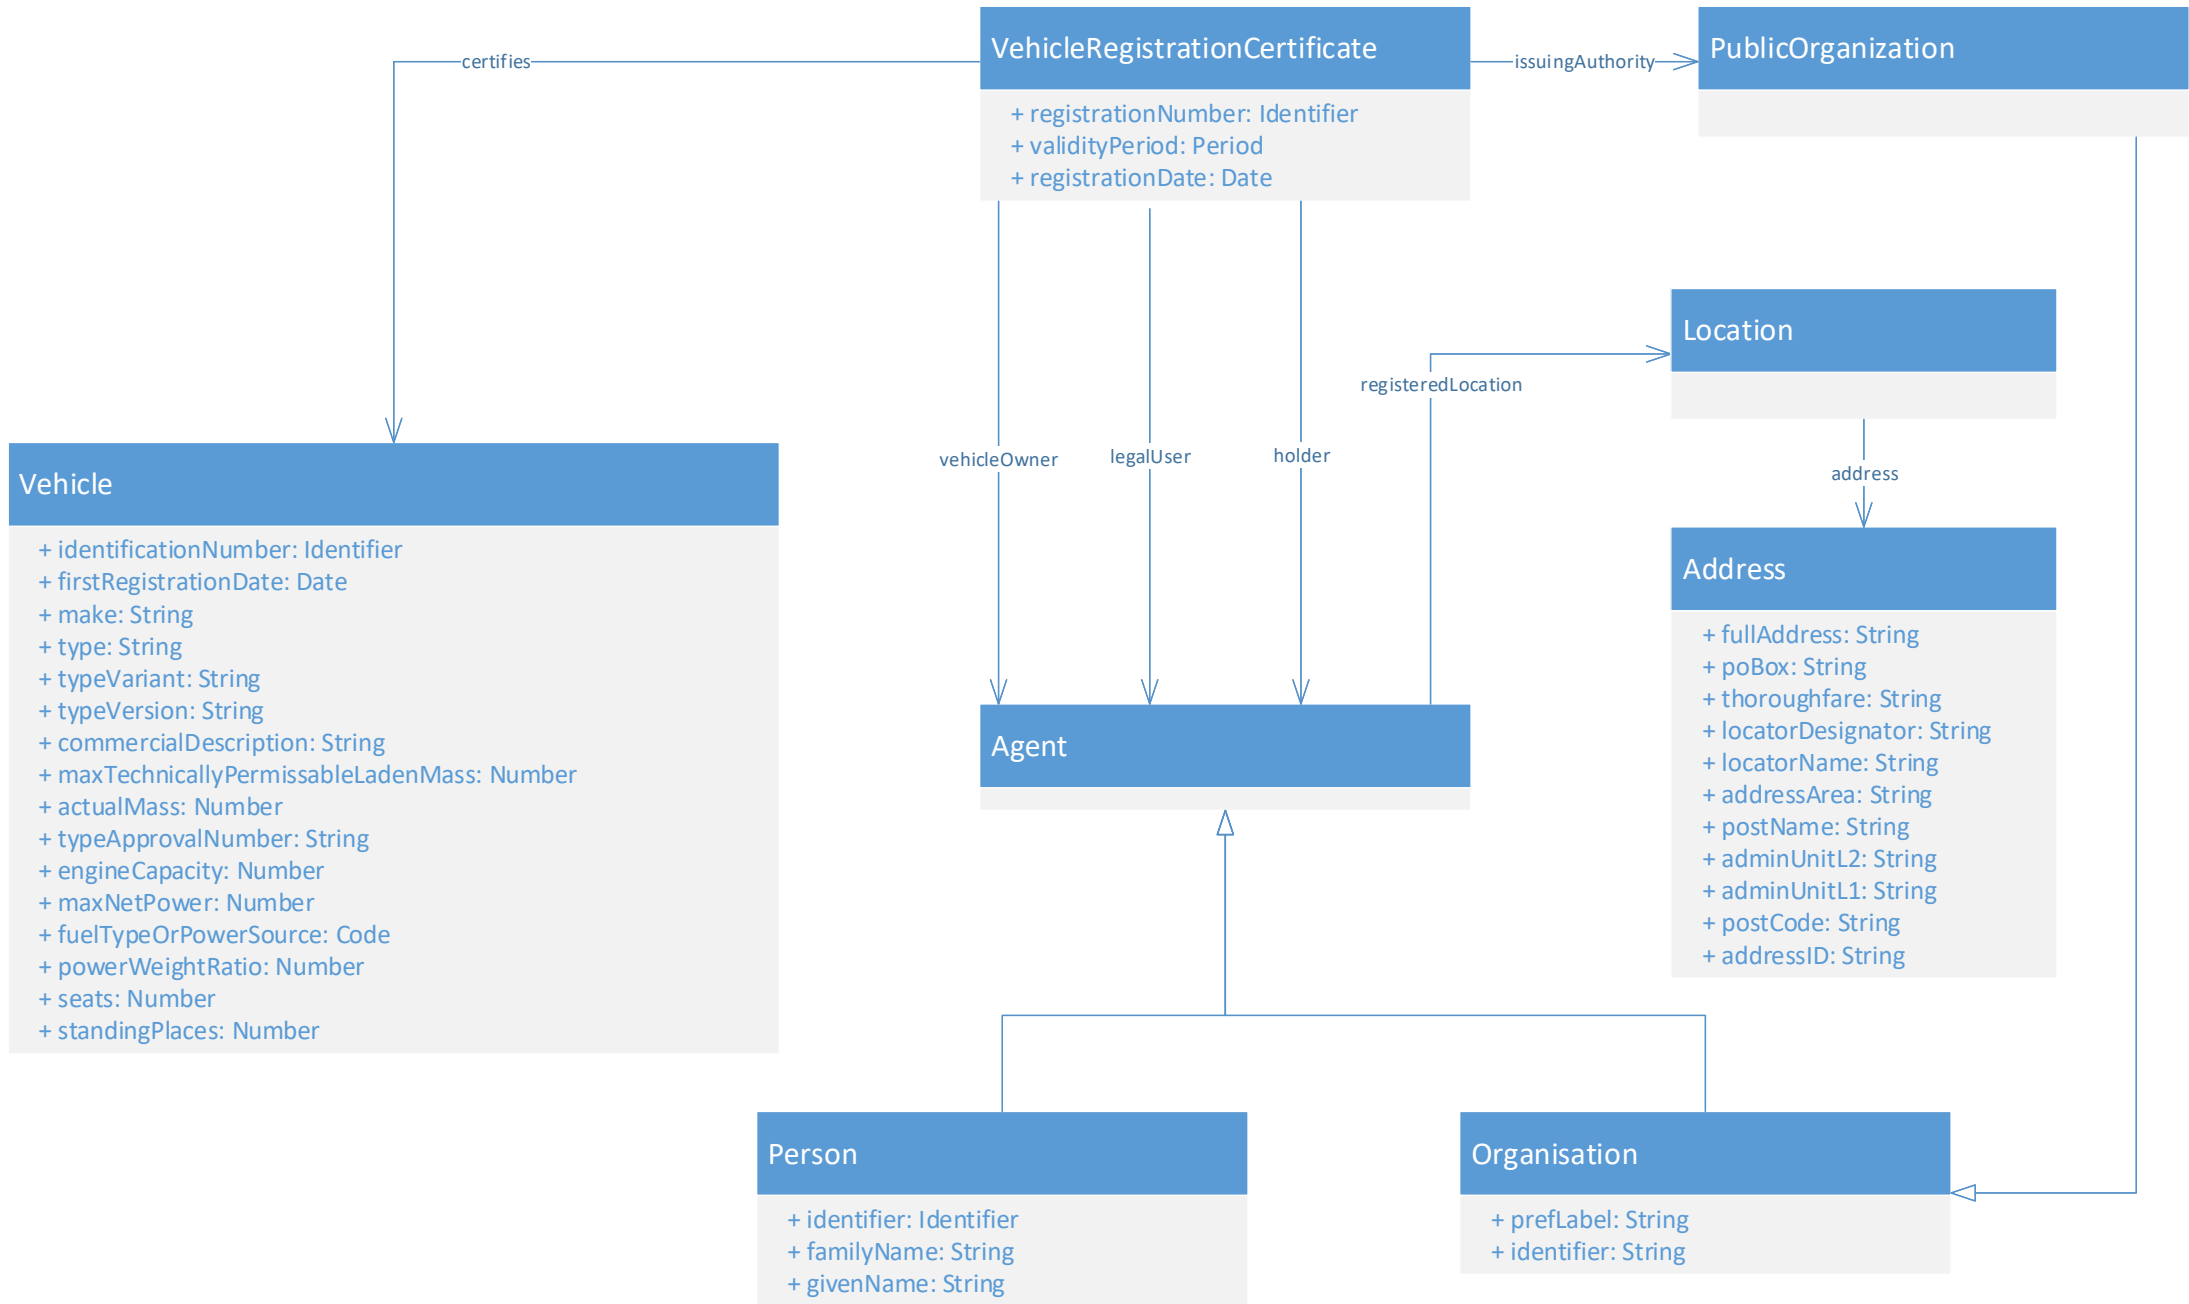 VehicleRegistrationCertificate
+ registrationNumber: Identifier
+ validityPeriod: Period
+ registrationDate: Date
certifies
issuingAuthority
PublicOrganization
Location
registeredLocation
address
vehicleOwner
legalUser
holder
Vehicle
+ identificationNumber: Identifier
+ firstRegistrationDate: Date
+ make: String
+ type: String
+ typeVariant: String
+ typeVersion: String
+ commercialDescription: String
+ maxTechnicallyPermissableLadenMass: Number
+ actualMass: Number
+ typeApprovalNumber: String
+ engineCapacity: Number
+ maxNetPower: Number
+ fuelTypeOrPowerSource: Code
+ powerWeightRatio: Number
+ seats: Number
+ standingPlaces: Number
Agent
Address
+ fullAddress: String
+ poBox: String
+ thoroughfare: String
+ locatorDesignator: String
+ locatorName: String
+ addressArea: String
+ postName: String
+ adminUnitL2: String
+ adminUnitL1: String
+ postCode: String
+ addressID: String
Person
+ identifier: Identifier
+ familyName: String
+ givenName: String
Organisation
+ prefLabel: String
+ identifier: String